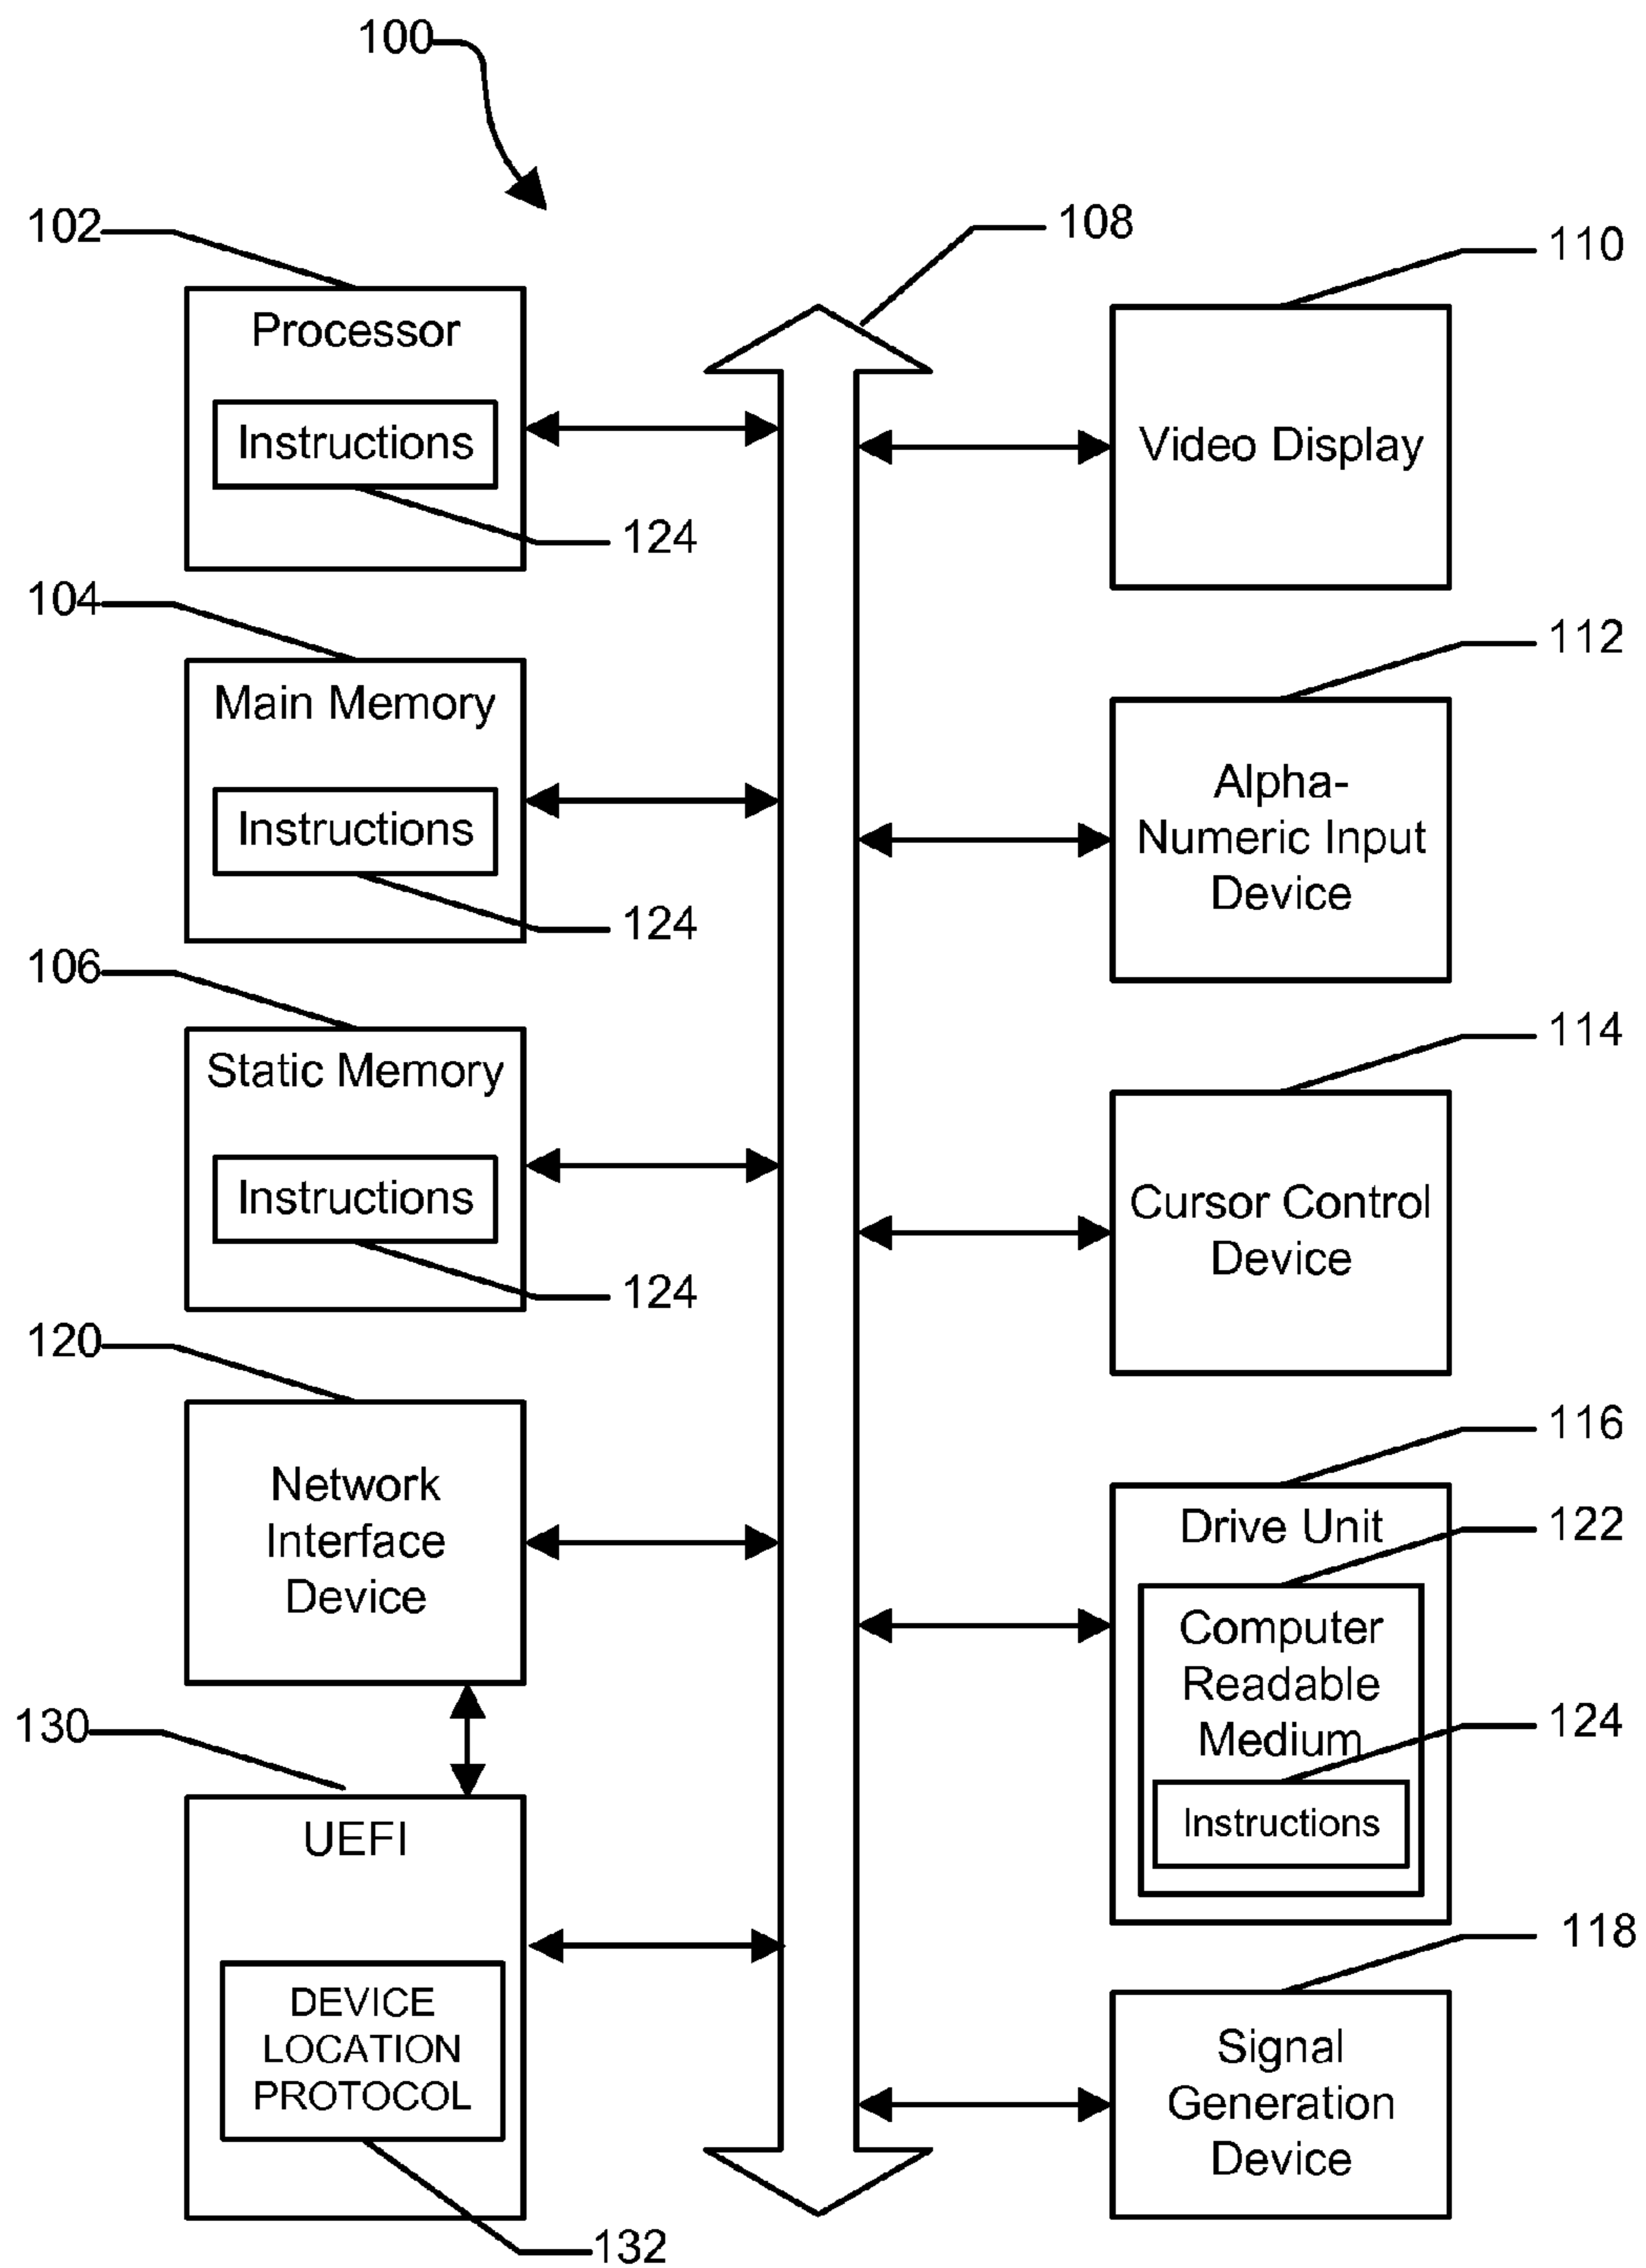 100
102
108
110
Processor
Instructions
124
Video Display
104
112
Main Memory
Instructions
124
Alpha-
Numeric Input
Device
106
114
Static Memory
Instructions
124
Cursor Control
Device
120
116
Network
Interface
Device
Drive Unit
122
Computer
Readable
Medium
124
Instructions
130
UEFI
DEVICE
LOCATION
PROTOCOL
132
118
Signal
Generation
Device